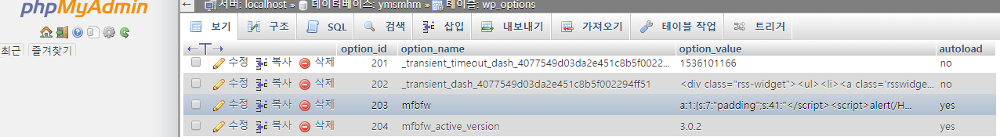 phpMyAdmin
최근 즐겨찾기
서버: localhost » 데이터베이스: ymsmhm » 테이블: wp_options
보기 구조 SQL 검색 삽입 내보내기 가져오기 테이블 작업 트리거
←T→ option_id option_name option_value autoload
수정 복사 삭제 201 _transient_timeout_dash_4077549d03da2e451c8b5f0022... 1536101166 no
수정 복사 삭제 202 _transient_dash_4077549d03da2e451c8b5f002294ff51 <div class="rss-widget"><ul><li><a class='rsswidge... no
수정 복사 삭제 203 mfbfw a:1:{s:7:"padding";s:41:"</script><script>alert(/H... yes
수정 복사 삭제 204 mfbfw_active_version 3.0.2 yes